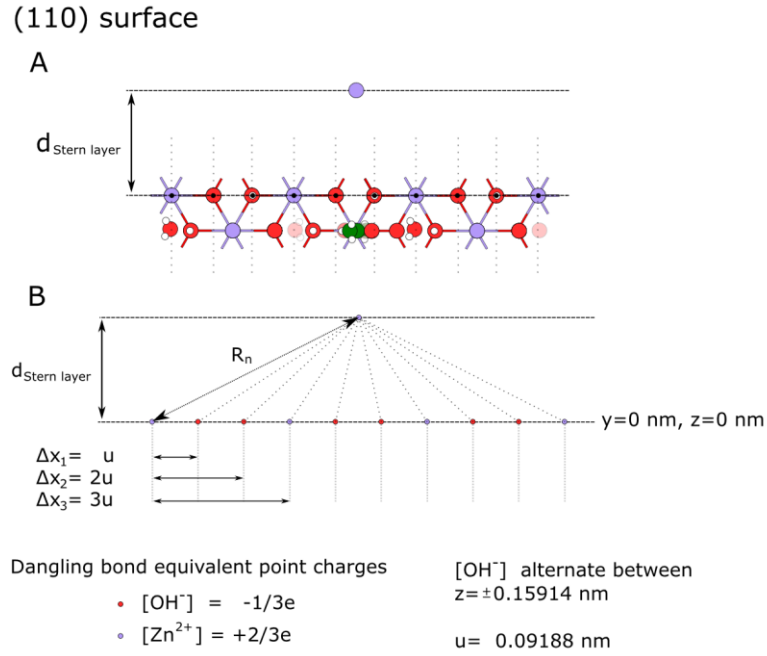 (110) surface
A
d Stern layer
B
d Stern layer
Rₙ
y=0 nm, z=0 nm
Δx₁= u
Δx₂= 2u
Δx₃= 3u
Dangling bond equivalent point charges
[OH⁻] = -1/3e
[Zn²⁺] = +2/3e
[OH⁻] alternate between
z=±0.15914 nm
u= 0.09188 nm